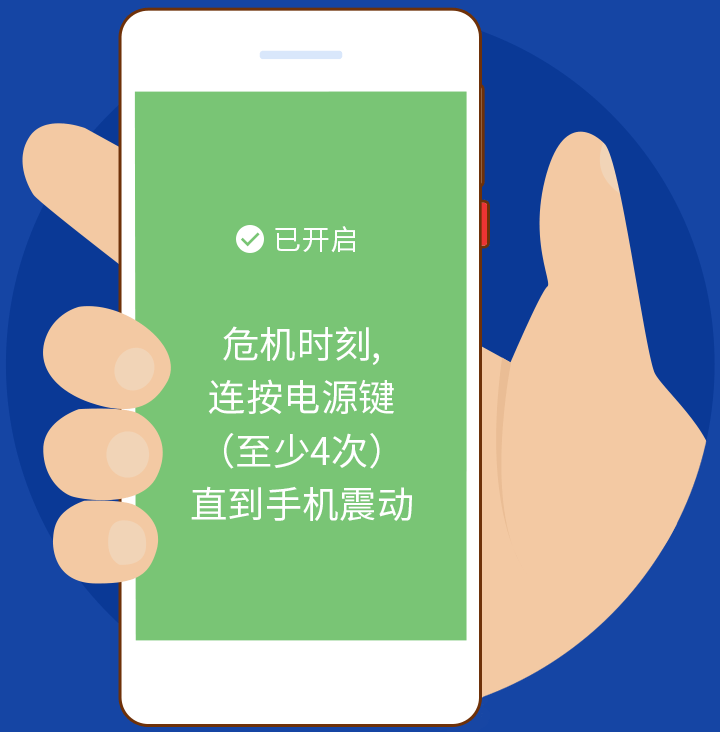 已开启
危机时刻,
连按电源键
（至少4次）
直到手机震动